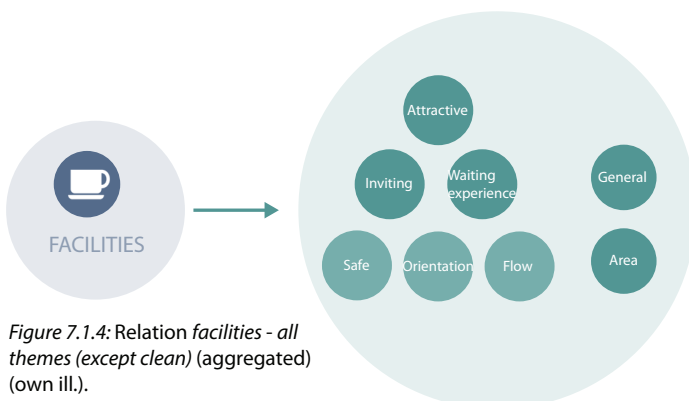 FACILITIES
Attractive
Inviting
Waiting
experience
General
Safe
Orientation
Flow
Area
Figure 7.1.4: Relation facilities - all
themes (except clean) (aggregated)
(own ill.).